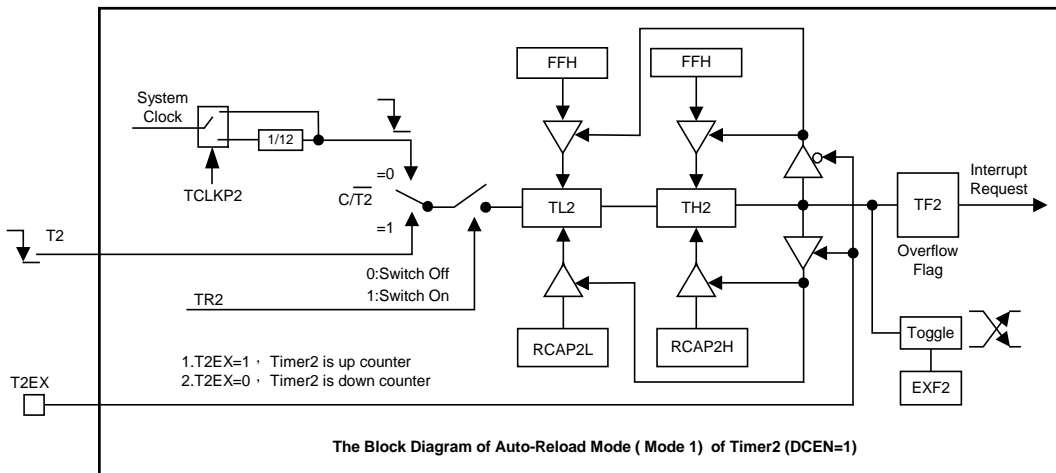 FFH
FFH
System
Clock
1/12
TCLKP2
=0
C/T2
=1
T2
TL2
TH2
TF2
Interrupt
Request
Overflow
Flag
0:Switch Off
1:Switch On
TR2
RCAP2L
RCAP2H
Toggle
EXF2
1.T2EX=1, Timer2 is up counter
2.T2EX=0, Timer2 is down counter
T2EX
The Block Diagram of Auto-Reload Mode ( Mode 1) of Timer2 (DCEN=1)